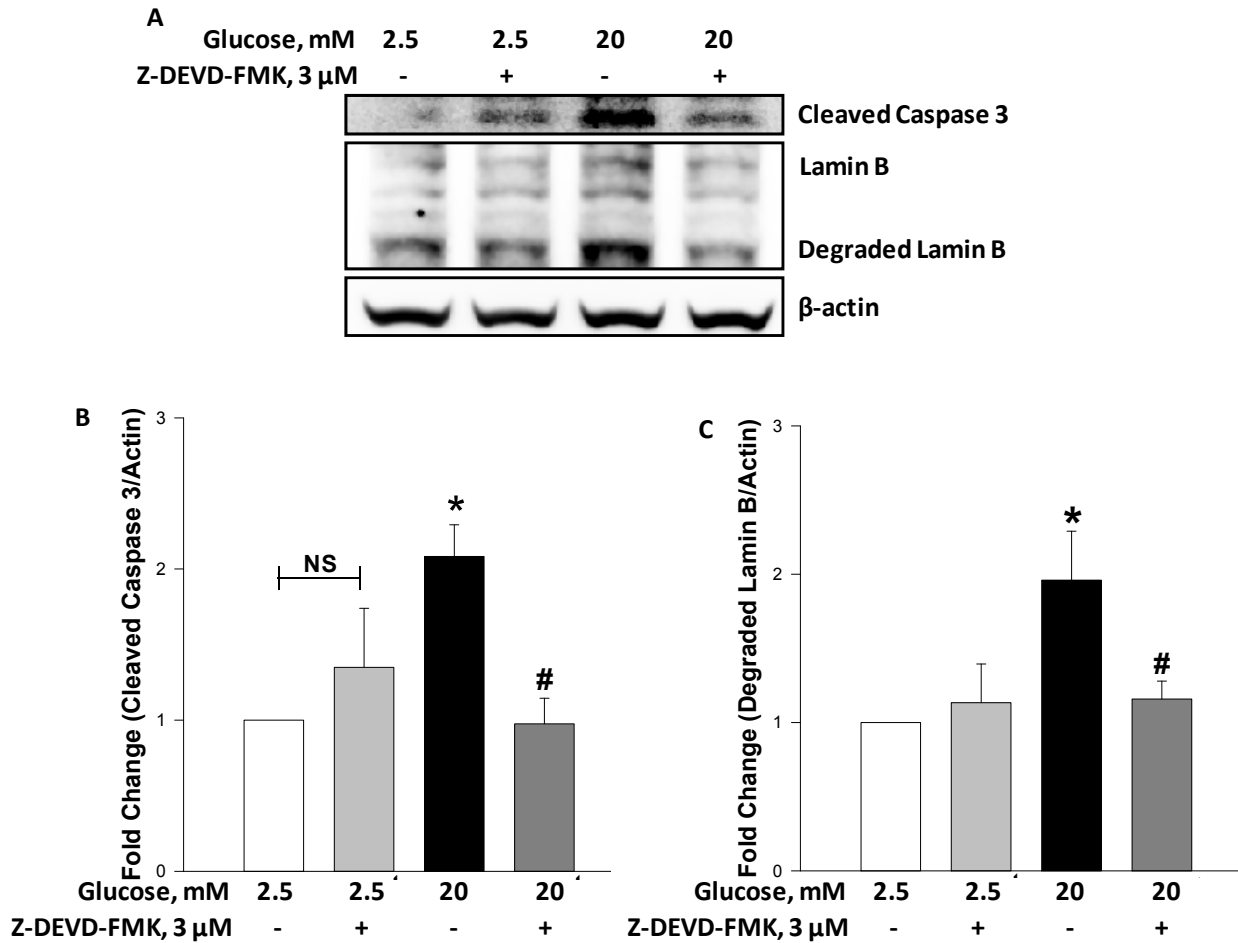 A
Glucose, mM 2.5 2.5 20 20
Z-DEVD-FMK, 3 µM - + - +
Cleaved Caspase 3
Lamin B
Degraded Lamin B
β-actin
B
Fold Change (Cleaved Caspase 3/Actin)
3
2
1
0
NS
*
#
Glucose, mM 2.5 2.5 20 20
Z-DEVD-FMK, 3 µM - + - +
C
Fold Change (Degraded Lamin B/Actin)
3
2
1
0
*
#
Glucose, mM 2.5 2.5 20 20
Z-DEVD-FMK, 3 µM - + - +